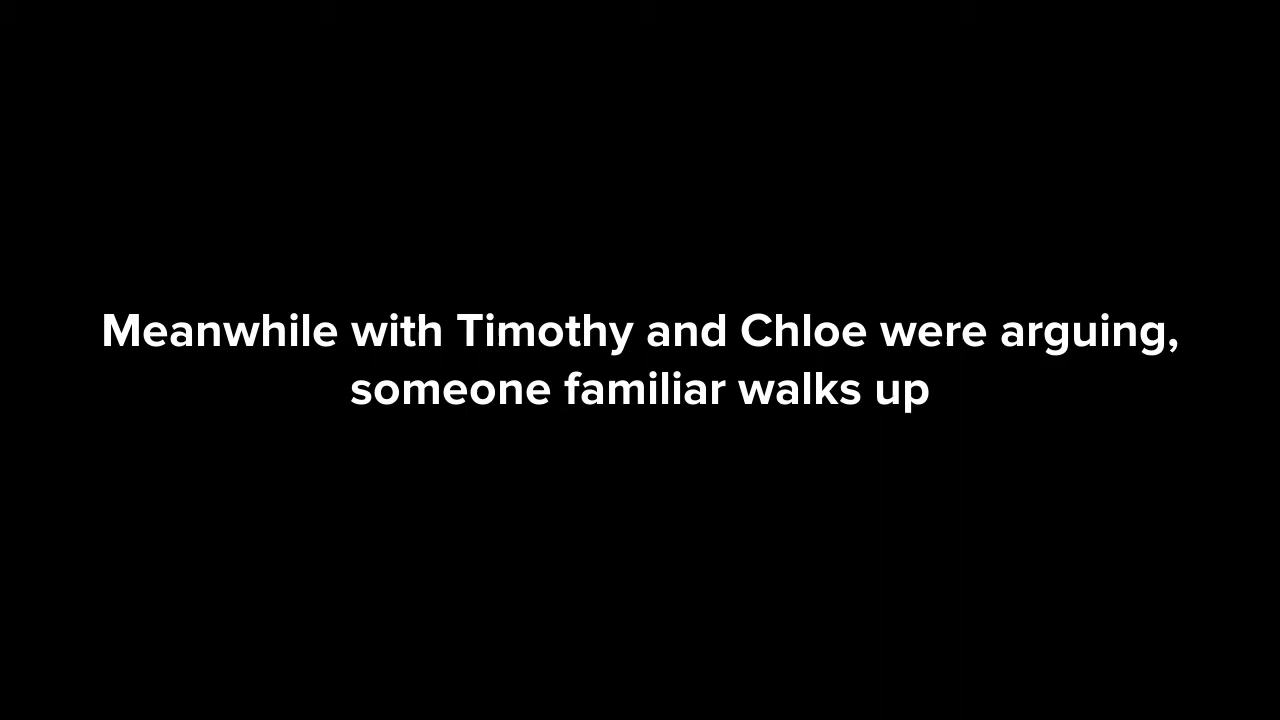 Meanwhile with Timothy and Chloe were arguing,
someone familiar walks up